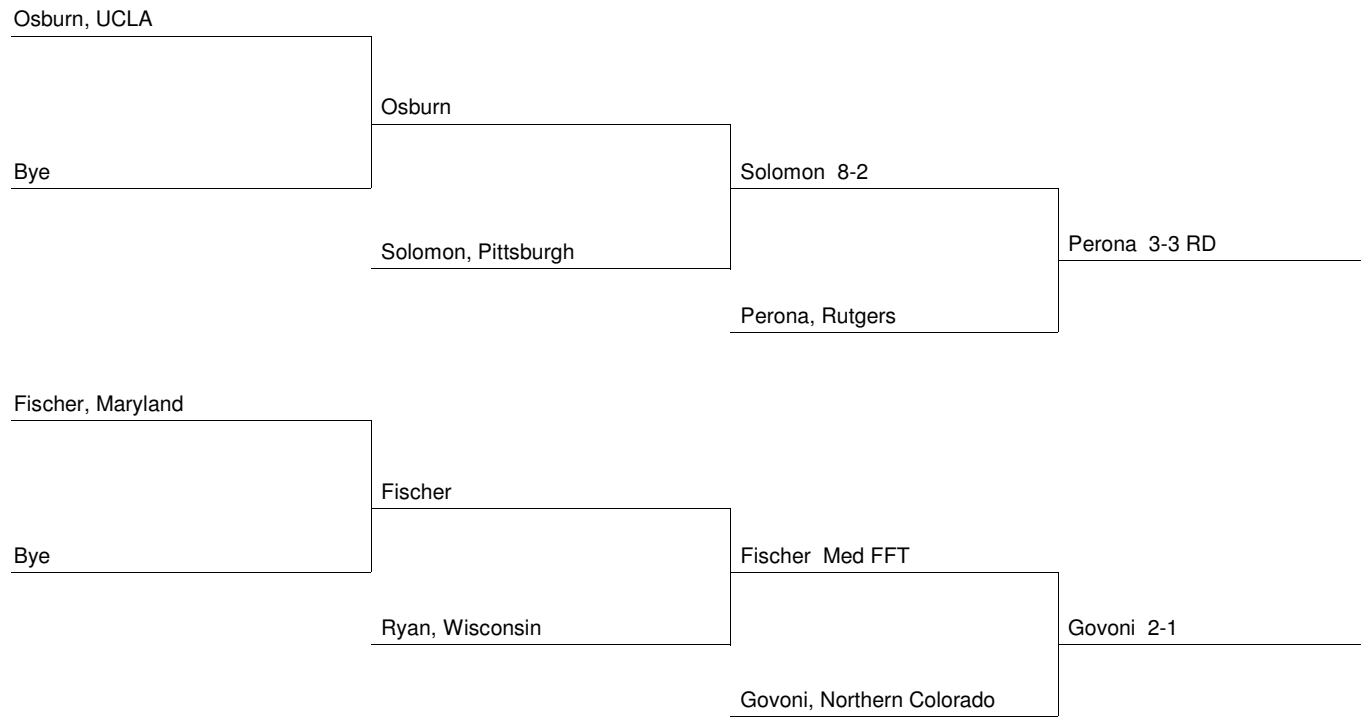 Osburn, UCLA
Osburn
Bye
Solomon 8-2
Solomon, Pittsburgh
Perona 3-3 RD
Perona, Rutgers
Fischer, Maryland
Fischer
Bye
Fischer Med FFT
Ryan, Wisconsin
Govoni 2-1
Govoni, Northern Colorado